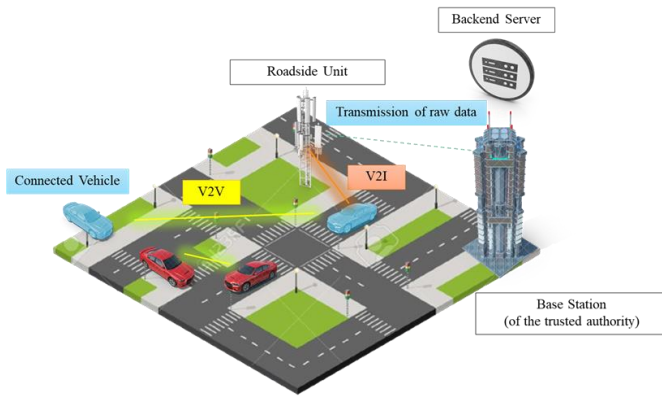 Backend Server
Roadside Unit
Transmission of raw data
Connected Vehicle
V2V
V2I
Base Station
(of the trusted authority)